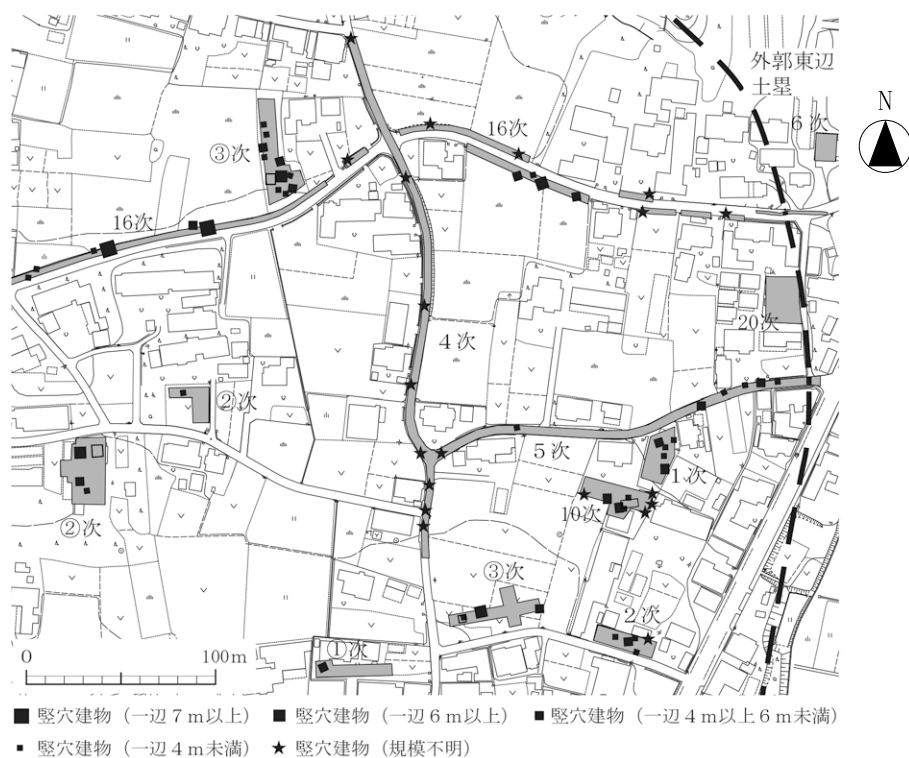 外郭東辺
土塁
N
16次
6次
③次
16次
20次
4次
②次
5次
1次
②次
10次
③次
2次
①次
0 100m
竪穴建物（一辺7m以上）
竪穴建物（一辺6m以上）
竪穴建物（一辺4m以上6m未満）
竪穴建物（一辺4m未満）
竪穴建物（規模不明）